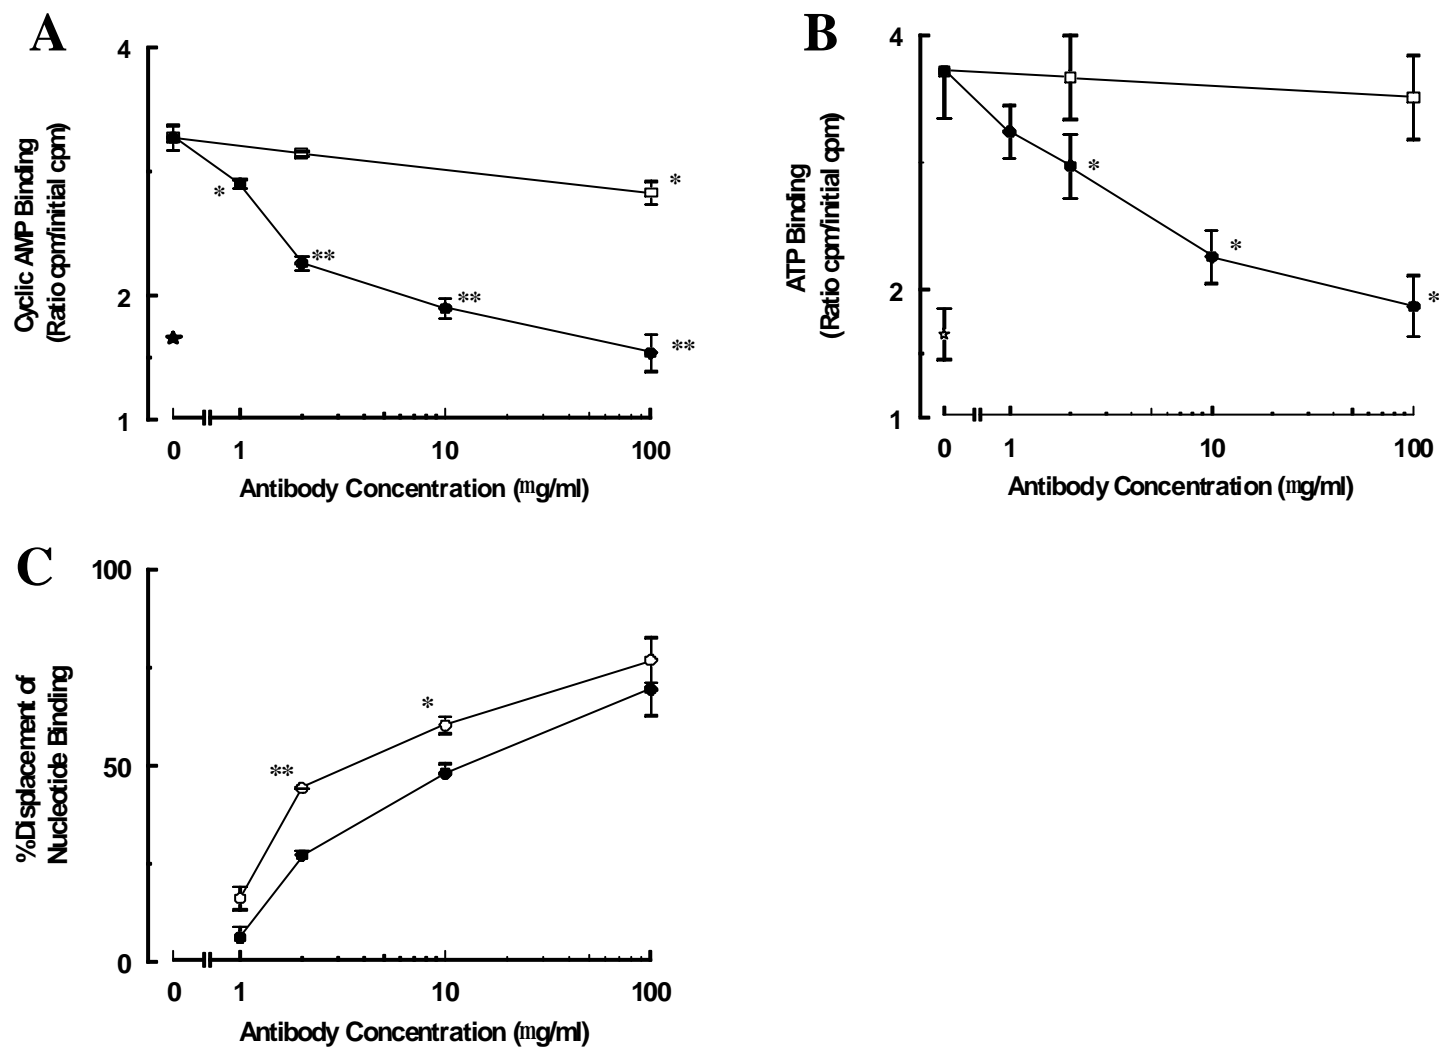 A
4
2
1
Cyclic AMP Binding
(Ratio cpm/initial cpm)
*
**
**
**
*
0 1 10 100
Antibody Concentration (mg/ml)
B
4
2
1
ATP Binding
(Ratio cpm/initial cpm)
*
*
*
0 1 10 100
Antibody Concentration (mg/ml)
C
100
50
0
%Displacement of
Nucleotide Binding
**
*
0 1 10 100
Antibody Concentration (mg/ml)